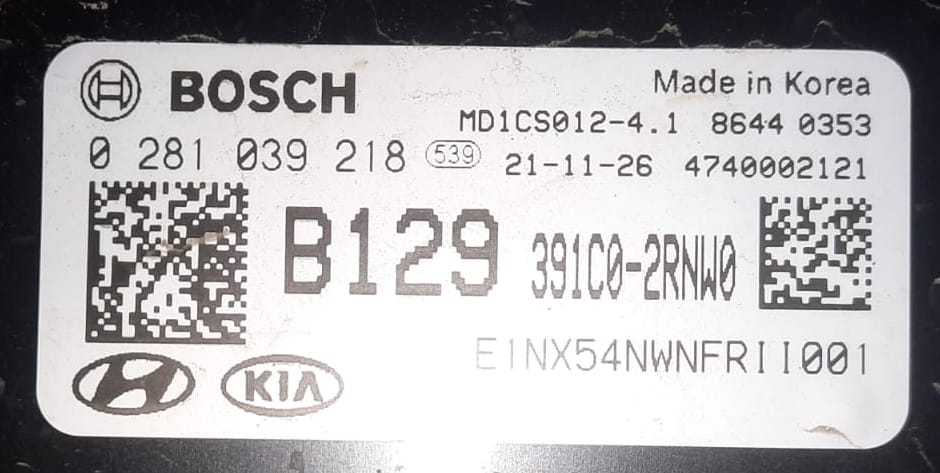 BOSCH
Made in Korea
MD1CS012-4.1 8644 0353
0 281 039 218 539
21-11-26 4740002121
B129
391C0-2RNW0
E1NX54NWNFRII001
KIA